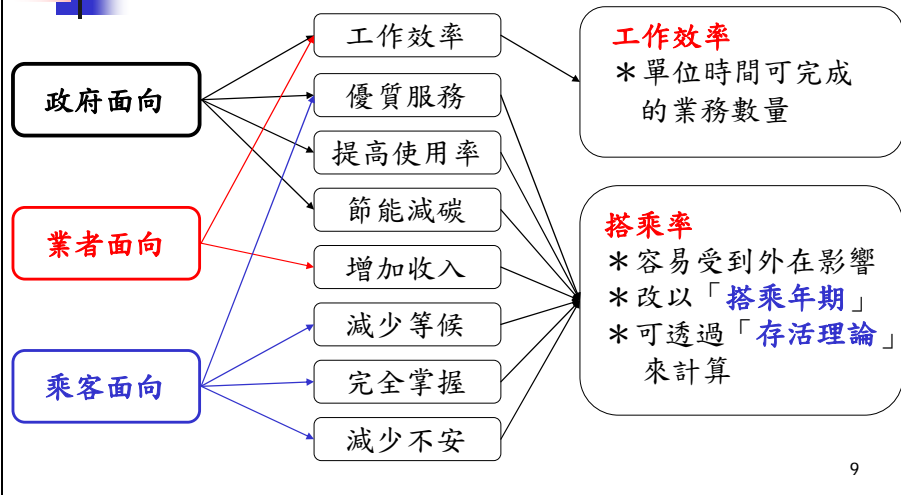 政府面向
業者面向
乘客面向
工作效率
優質服務
提高使用率
節能減碳
增加收入
減少等候
完全掌握
減少不安
工作效率
＊單位時間可完成
的業務數量
搭乘率
＊容易受到外在影響
＊改以「搭乘年期」
＊可透過「存活理論」
來計算
9